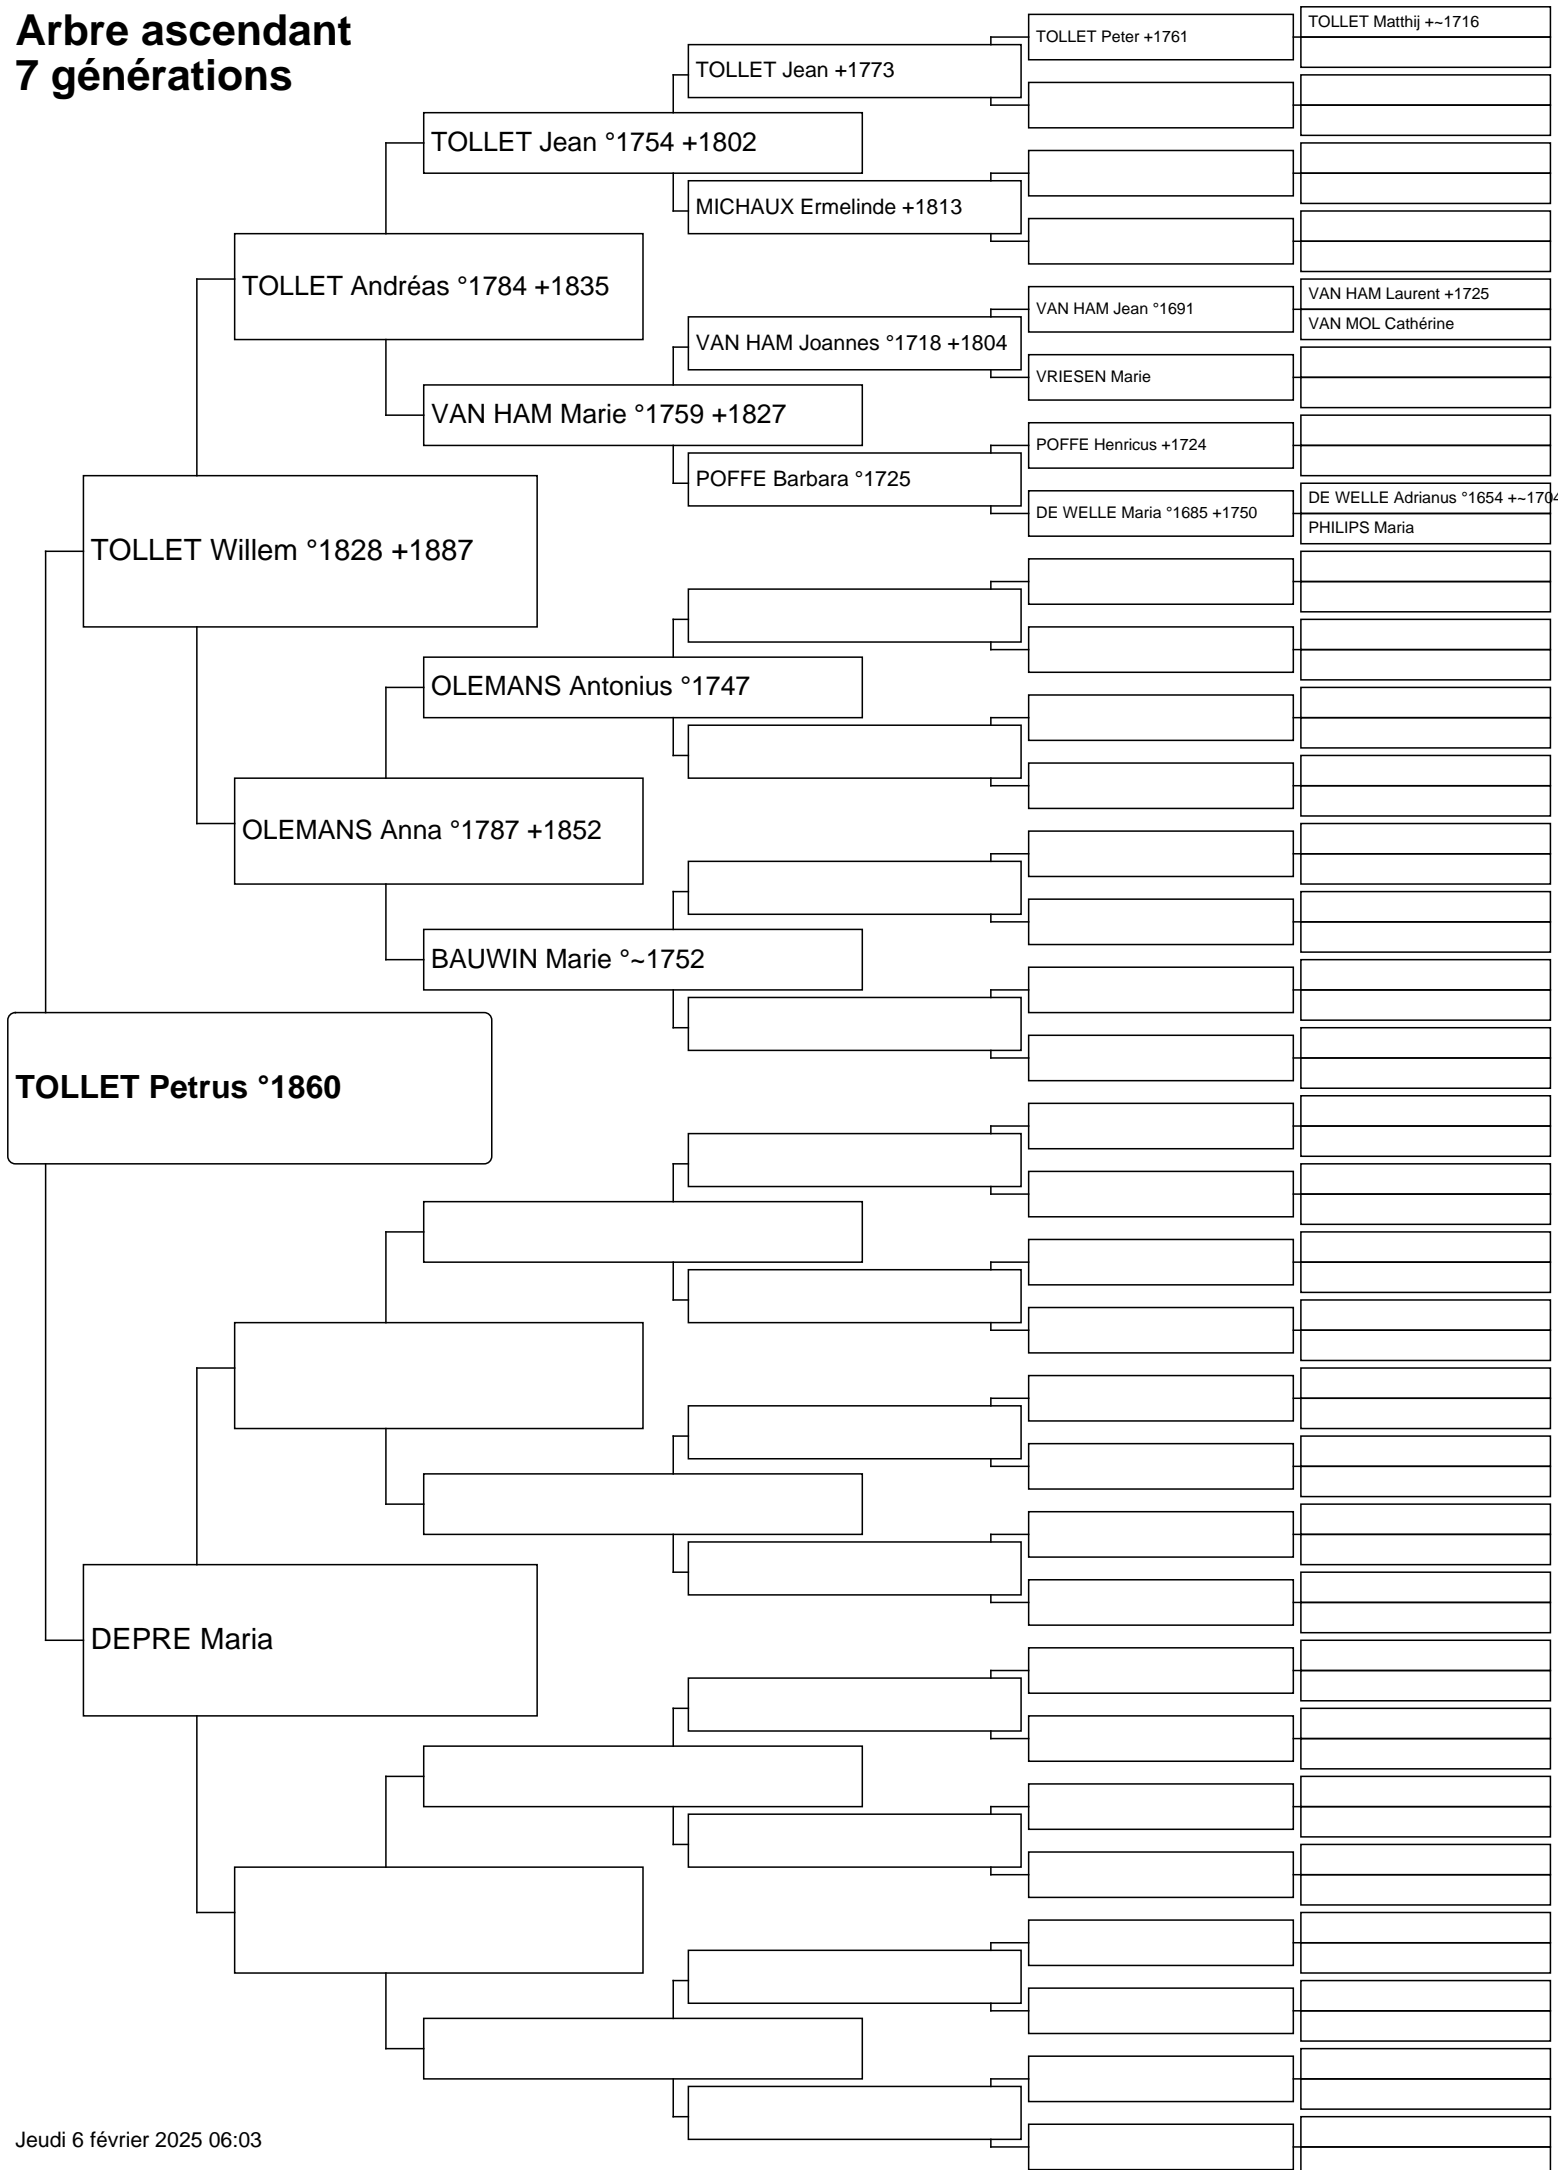 Arbre ascendant
7 générations
TOLLET Petrus °1860
TOLLET Willem °1828 +1887
DEPRE Maria
TOLLET Andréas °1784 +1835
OLEMANS Anna °1787 +1852
TOLLET Jean °1754 +1802
VAN HAM Marie °1759 +1827
OLEMANS Antonius °1747
BAUWIN Marie °~1752
TOLLET Jean +1773
MICHAUX Ermelinde +1813
VAN HAM Joannes °1718 +1804
POFFE Barbara °1725
TOLLET Peter +1761
VAN HAM Jean °1691
VRIESEN Marie
POFFE Henricus +1724
DE WELLE Maria °1685 +1750
TOLLET Matthij +~1716
VAN HAM Laurent +1725
VAN MOL Cathérine
DE WELLE Adrianus °1654 +~1704
PHILIPS Maria
Jeudi 6 février 2025 06:03